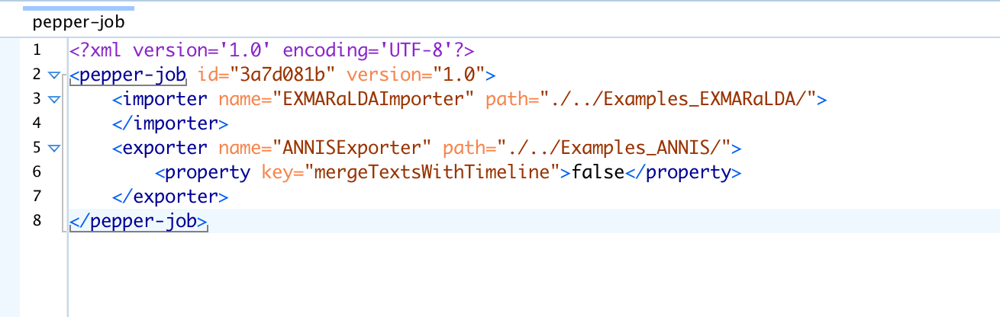 pepper-job
1 <?xml version='1.0' encoding='UTF-8'?>
2 <pepper-job id="3a7d081b" version="1.0">
3 <importer name="EXMARaLDAImporter" path="./../Examples_EXMARaLDA/">
4 </importer>
5 <exporter name="ANNISExporter" path="./../Examples_ANNIS/">
6 <property key="mergeTextsWithTimeline">false</property>
7 </exporter>
8 </pepper-job>